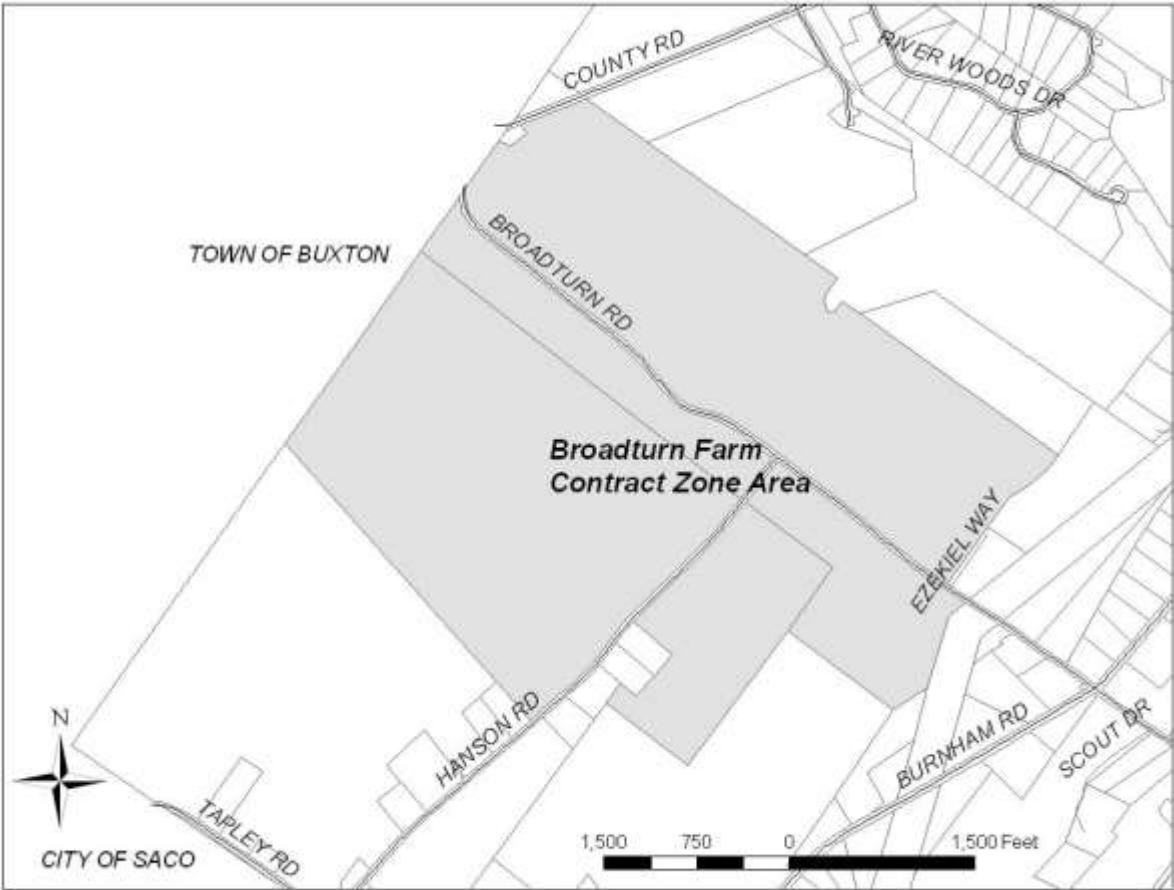 COUNTY RD
RIVER WOODS DR
BROADTURN RD
TOWN OF BUXTON
Broadturn Farm
Contract Zone Area
EZEKIEL WAY
HANSON RD
BURNHAM RD
SCOUT DR
N
TAPLEY RD
CITY OF SACO
1,500 750 0 1,500 Feet